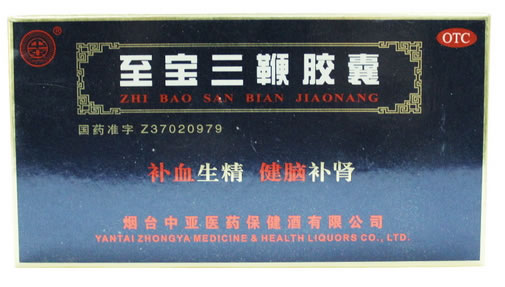 OTC
®
至宝三鞭胶囊
ZHI BAO SAN BIAN JIAONANG
国药准字 Z37020979
补血生精 健脑补肾
烟台中亚医药保健酒有限公司
YANTAI ZHONGYA MEDICINE & HEALTH LIQUORS CO., LTD.